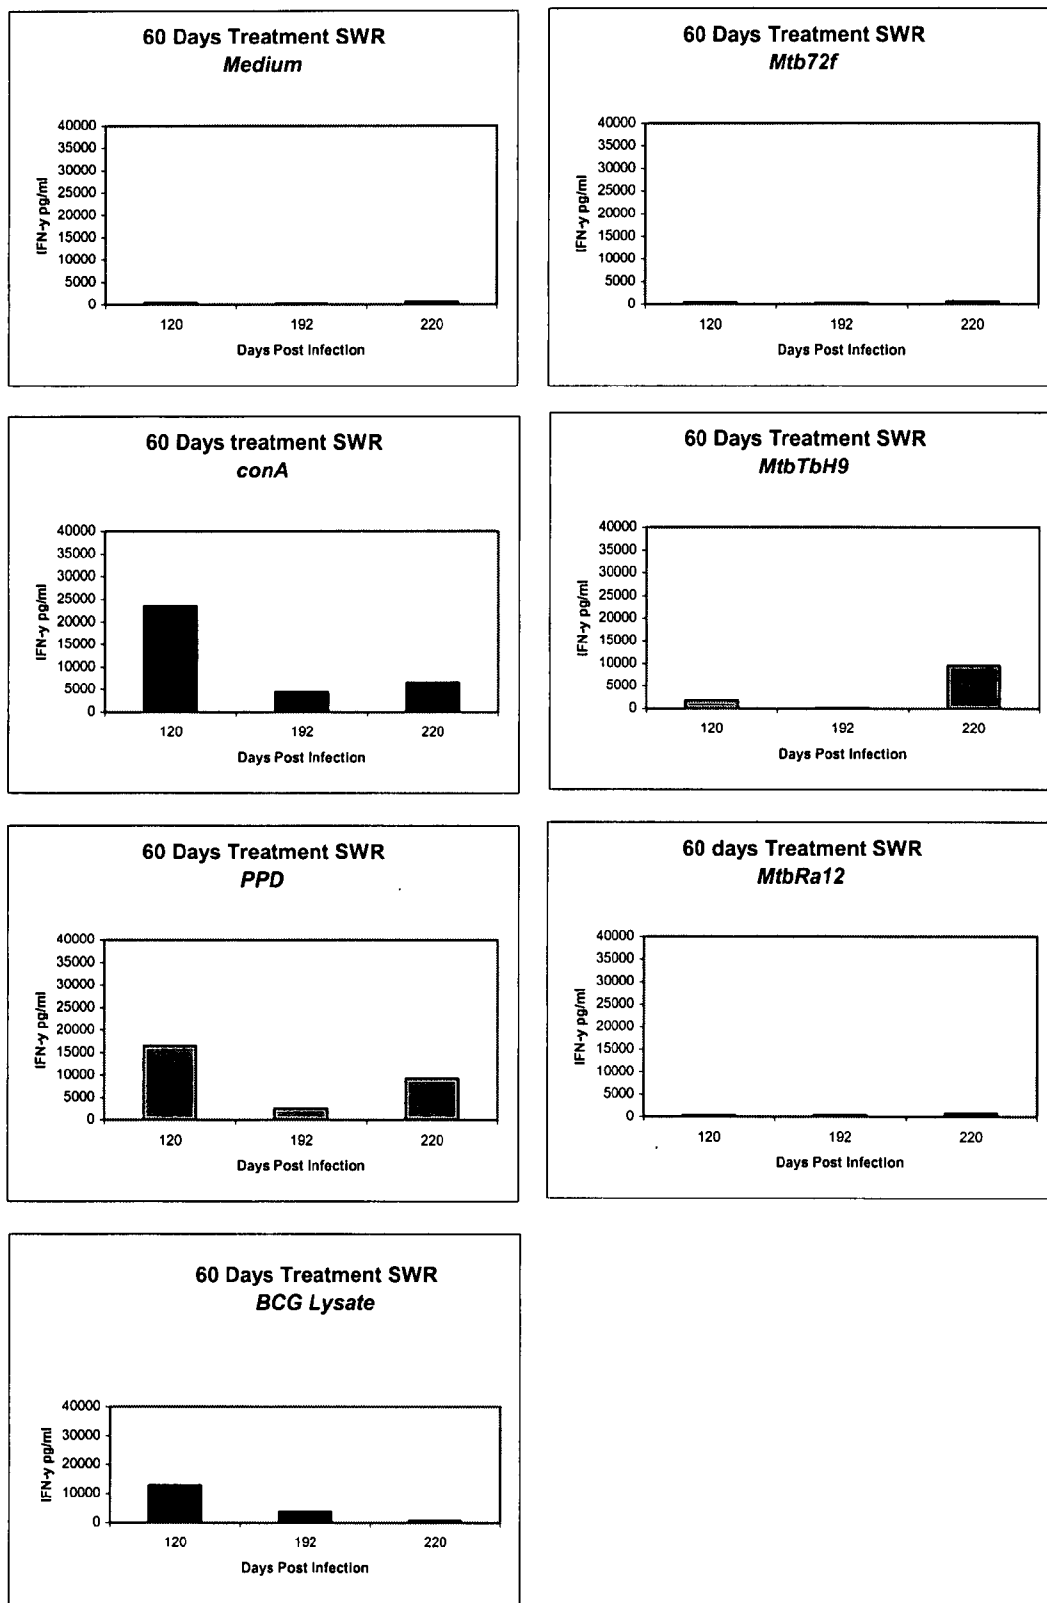 60 Days Treatment SWR
Medium
40000
35000
30000
25000
20000
15000
10000
5000
0
IFN-y pg/ml
120 192 220
Days Post Infection
60 Days Treatment SWR
Mtb72f
40000
35000
30000
25000
20000
15000
10000
5000
0
IFN-y pg/ml
120 192 220
Days Post Infection
60 Days treatment SWR
conA
40000
35000
30000
25000
20000
15000
10000
5000
0
IFN-y pg/ml
120 192 220
Days Post Infection
60 Days Treatment SWR
MtbTbH9
40000
35000
30000
25000
20000
15000
10000
5000
0
IFN-y pg/ml
120 192 220
Days Post Infection
60 Days Treatment SWR
PPD
40000
35000
30000
25000
20000
15000
10000
5000
0
IFN-y pg/ml
120 192 220
Days Post Infection
60 days Treatment SWR
MtbRa12
40000
35000
30000
25000
20000
15000
10000
5000
0
IFN-y pg/ml
120 192 220
Days Post Infection
60 Days Treatment SWR
BCG Lysate
40000
30000
20000
10000
0
IFN-y pg/ml
120 192 220
Days Post Infection